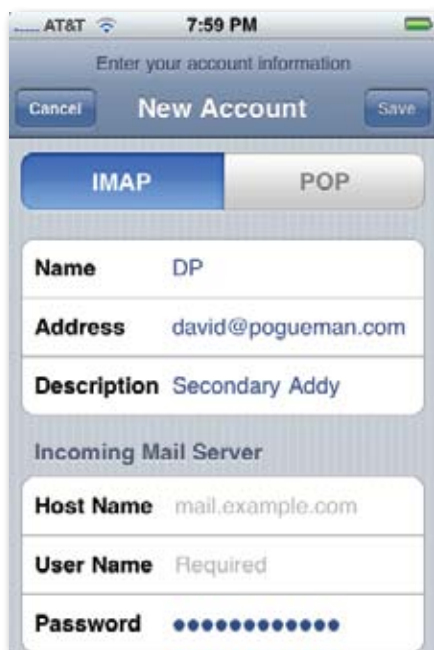 AT&T 7:59 PM
Enter your account information
Cancel New Account Save
IMAP POP
Name DP
Address david@pogueman.com
Description Secondary Addy
Incoming Mail Server
Host Name mail.example.com
User Name Required
Password ●●●●●●●●●●●●